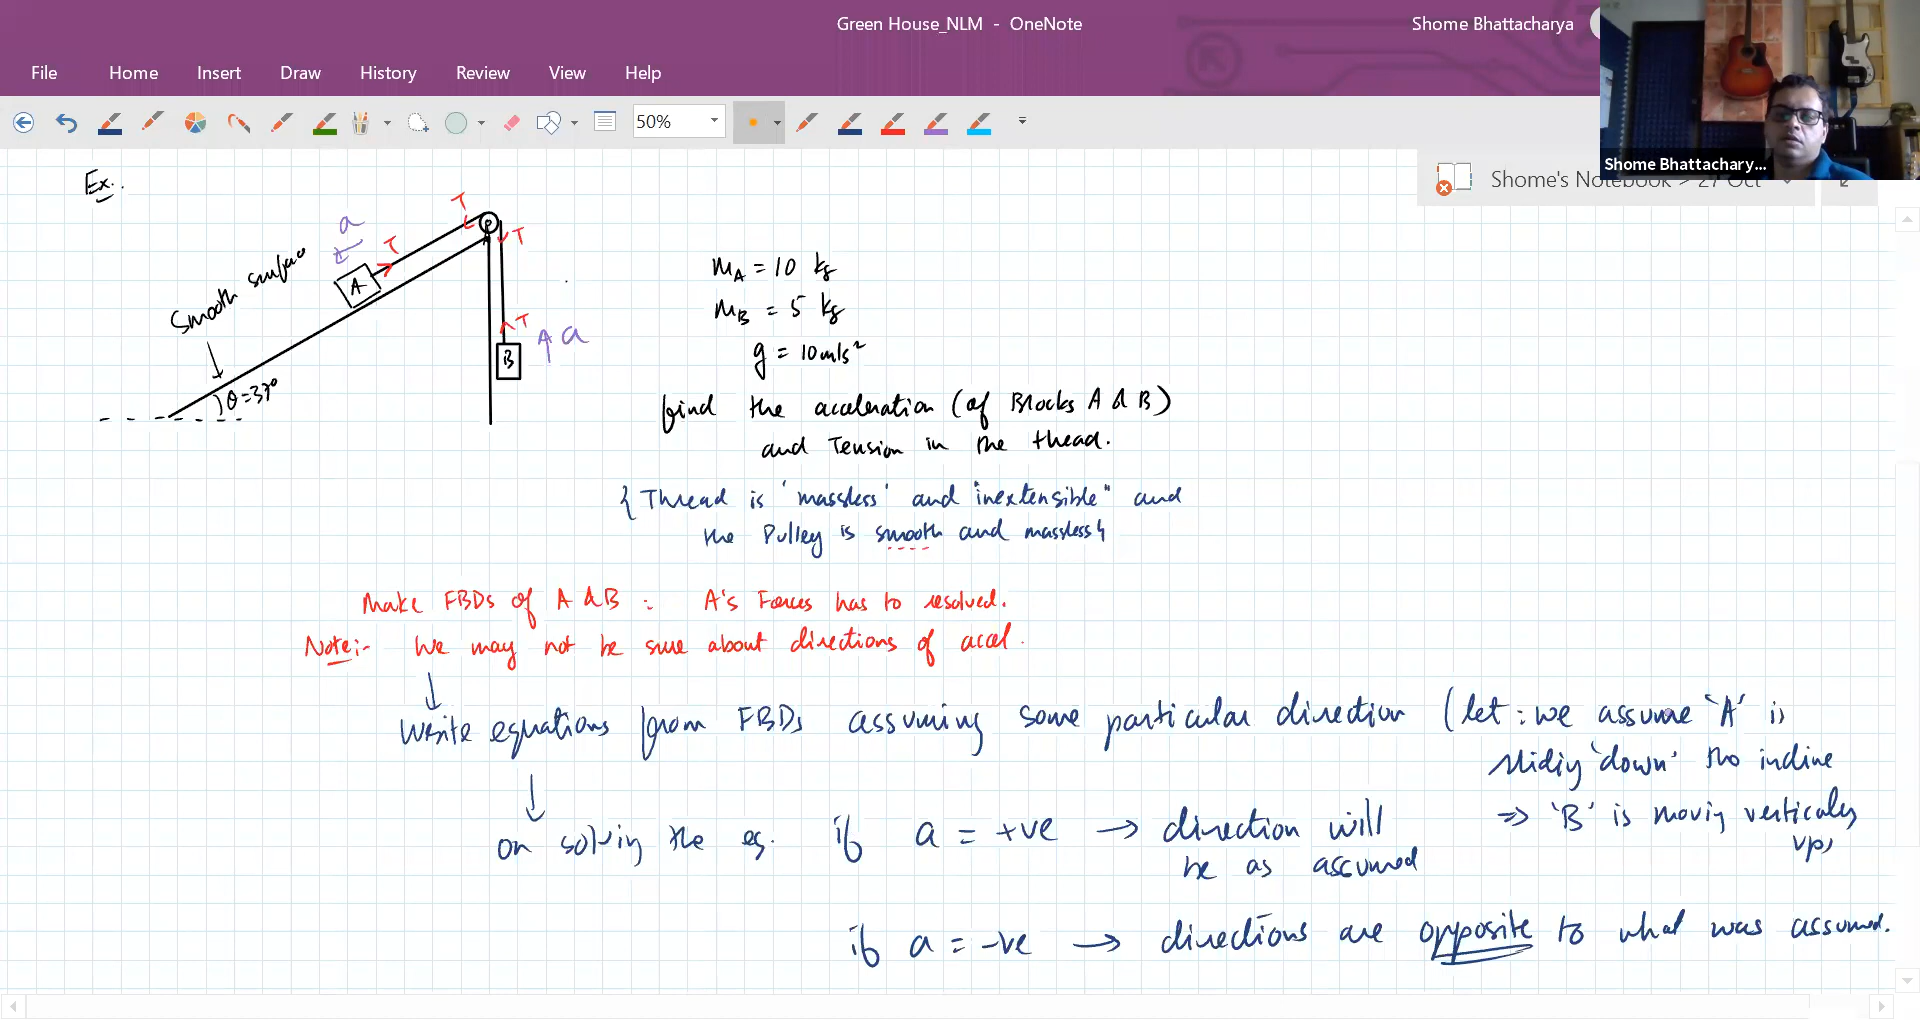 Green House_NLM - OneNote
Shome Bhattacharya
File Home Insert Draw History Review View Help
50%
Shome Bhattachary...
Shome's Notebook > 27 Oct
Ex.
Smooth surface
a
T
T
T
A
T
a
B
θ=37°
mA = 10 kg
mB = 5 kg
g = 10 m/s²
find the acceleration (of Blocks A & B)
and Tension in the thead.
{Thread is 'massless' and "inextensible" and
the Pulley is smooth and massless}
Make FBDs of A & B : A's Forces has to resolved.
Note:- We may not be sure about directions of accel.
↓
Write equations from FBDs assuming some particular direction (let : we assume 'A' is
sliding 'down' the incline
⇒ 'B' is moving vertically
up,
↓
on solving the eq. if a = +ve → direction will
be as assumed
if a = -ve → directions are opposite to what was assumed.